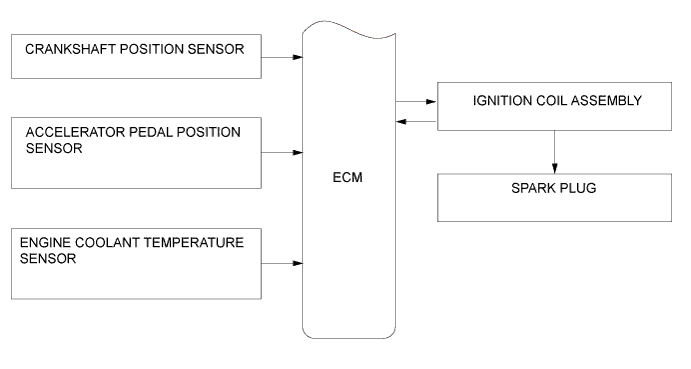 CRANKSHAFT POSITION SENSOR
ACCELERATOR PEDAL POSITION
SENSOR
ENGINE COOLANT TEMPERATURE
SENSOR
ECM
IGNITION COIL ASSEMBLY
SPARK PLUG